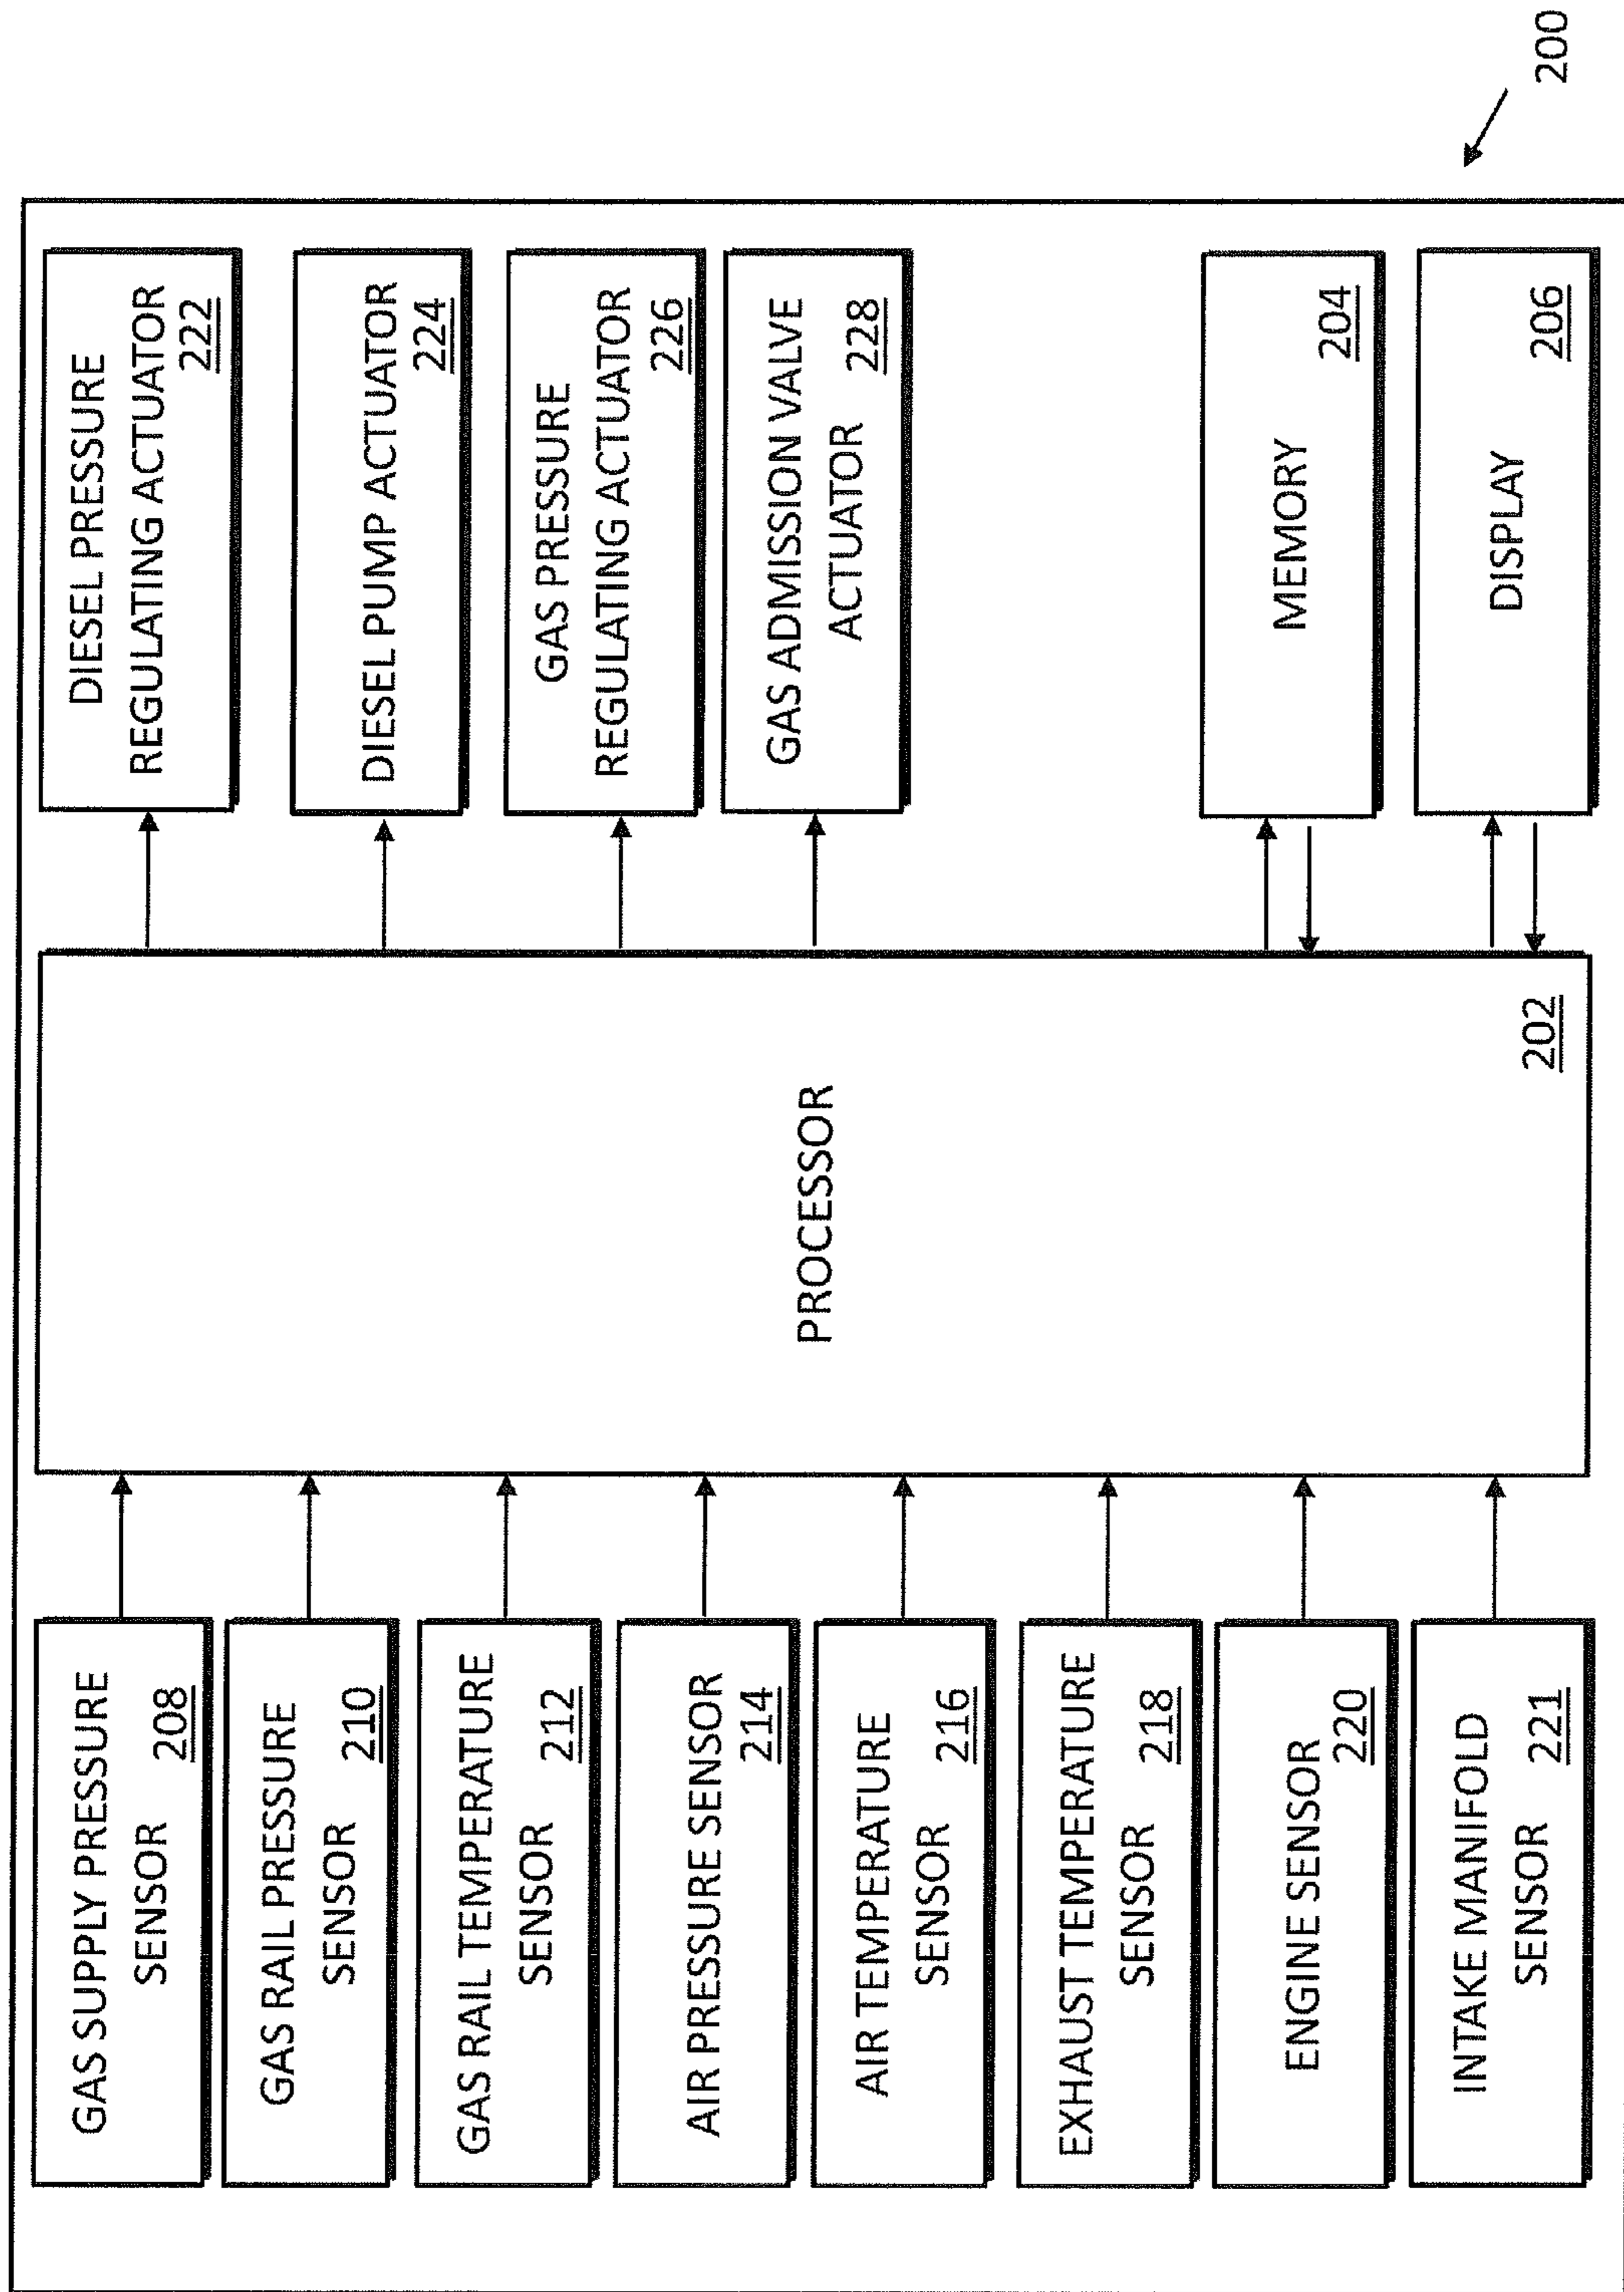 GAS SUPPLY PRESSURE
SENSOR
208
GAS RAIL PRESSURE
SENSOR
210
GAS RAIL TEMPERATURE
SENSOR
212
AIR PRESSURE SENSOR
214
AIR TEMPERATURE
SENSOR
216
EXHAUST TEMPERATURE
SENSOR
218
ENGINE SENSOR
220
INTAKE MANIFOLD
SENSOR
221
PROCESSOR
202
DIESEL PRESSURE
REGULATING ACTUATOR
222
DIESEL PUMP ACTUATOR
224
GAS PRESSURE
REGULATING ACTUATOR
226
GAS ADMISSION VALVE
ACTUATOR
228
MEMORY
204
DISPLAY
206
200